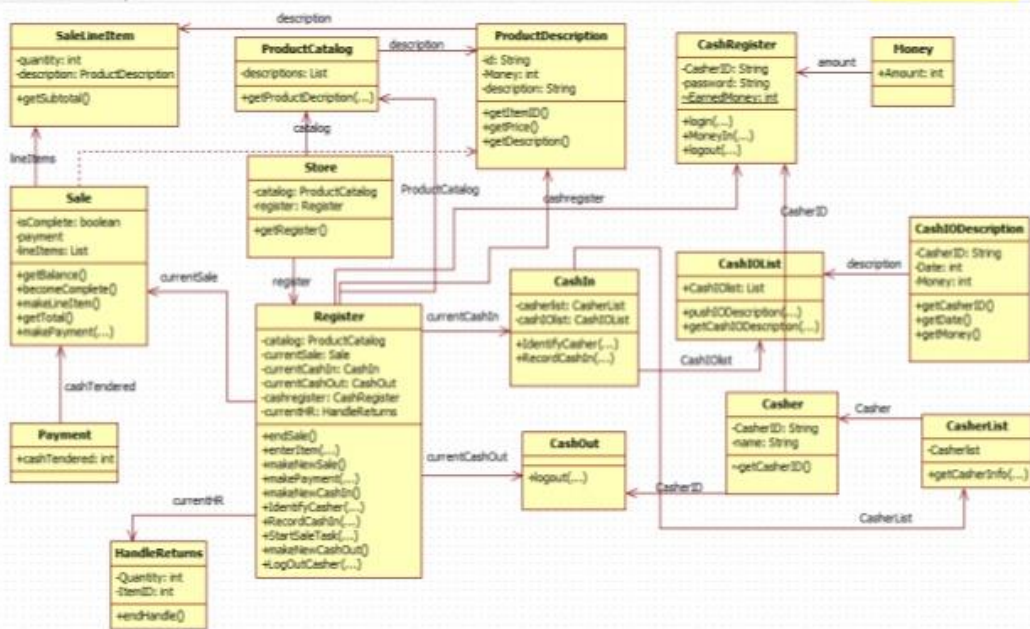 description
SaleLineItem
-quantity: int
-description: ProductDescription
+getSubtotal()
ProductCatalog
-descriptions: List
+getProductDecription(...)
description
ProductDescription
-id: String
-Money: int
-description: String
+getItemID()
+getPrice()
+getDescription()
CashRegister
-CasherID: String
-password: String
~EarnedMoney: int
+login(...)
+MoneyIn(...)
+logout(...)
amount
Money
+Amount: int
lineItems
catalog
Store
-catalog: ProductCatalog
-register: Register
+getRegister()
ProductCatalog
cashregister
CasherID
Sale
-isComplete: boolean
-payment
-lineItems: List
+getBalance()
+becomeComplete()
+makeLineItem()
+getTotal()
+makePayment(...)
currentSale
register
CashIn
-casherlist: CasherList
-cashIOlist: CashIOList
+IdentifyCasher(...)
+RecordCashIn(...)
CashIOList
+CashIOlist: List
+pushIODescription(...)
+getCashIODescription(...)
description
CashIODescription
-CasherID: String
-Date: int
-Money: int
+getCasherID()
+getDate()
+getMoney()
Register
-catalog: ProductCatalog
-currentSale: Sale
-currentCashIn: CashIn
-currentCashOut: CashOut
-cashregister: CashRegister
-currentHR: HandleReturns
+endSale()
+enterItem(...)
+makeNewSale()
+makePayment(...)
+makeNewCashIn()
+IdentifyCasher(...)
+RecordCashIn(...)
+StartSaleTask(...)
+makeNewCashOut()
+LogOutCasher(...)
currentCashIn
CashIOlist
cashTendered
Payment
+cashTendered: int
currentCashOut
CashOut
+logout(...)
CasherID
Casher
-CasherID: String
-name: String
~getCasherID()
Casher
CasherList
-Casherlist
+getCasherInfo(...)
CasherList
currentHR
HandleReturns
-Quantity: int
-ItemID: int
+endHandle()